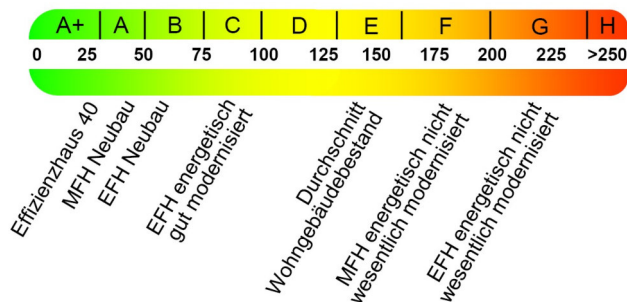 A+ A B C D E F G H
0 25 50 75 100 125 150 175 200 225 >250
Effizienzhaus 40
MFH Neubau
EFH Neubau
EFH energetisch
gut modernisiert
Durchschnitt
Wohngebäudebestand
MFH energetisch nicht
wesentlich modernisiert
EFH energetisch nicht
wesentlich modernisiert